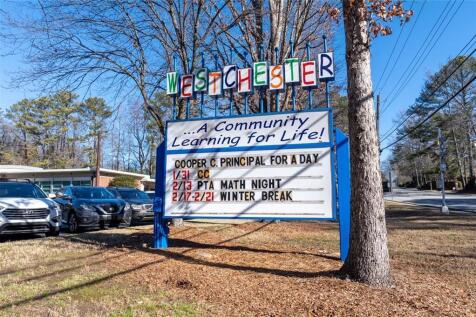 WESTCHESTER
...A Community
Learning for Life!
COOPER C. PRINCIPAL FOR A DAY
1/31 CC
2/13 PTA MATH NIGHT
2/17-2/21 WINTER BREAK